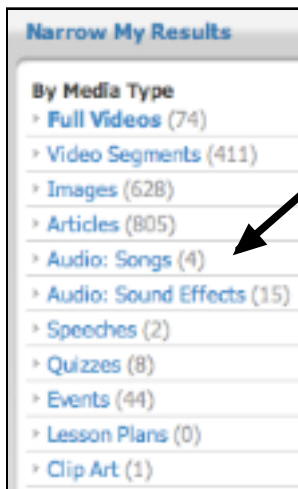 Narrow My Results
By Media Type
Full Videos (74)
Video Segments (411)
Images (628)
Articles (805)
Audio: Songs (4)
Audio: Sound Effects (15)
Speeches (2)
Quizzes (8)
Events (44)
Lesson Plans (0)
Clip Art (1)